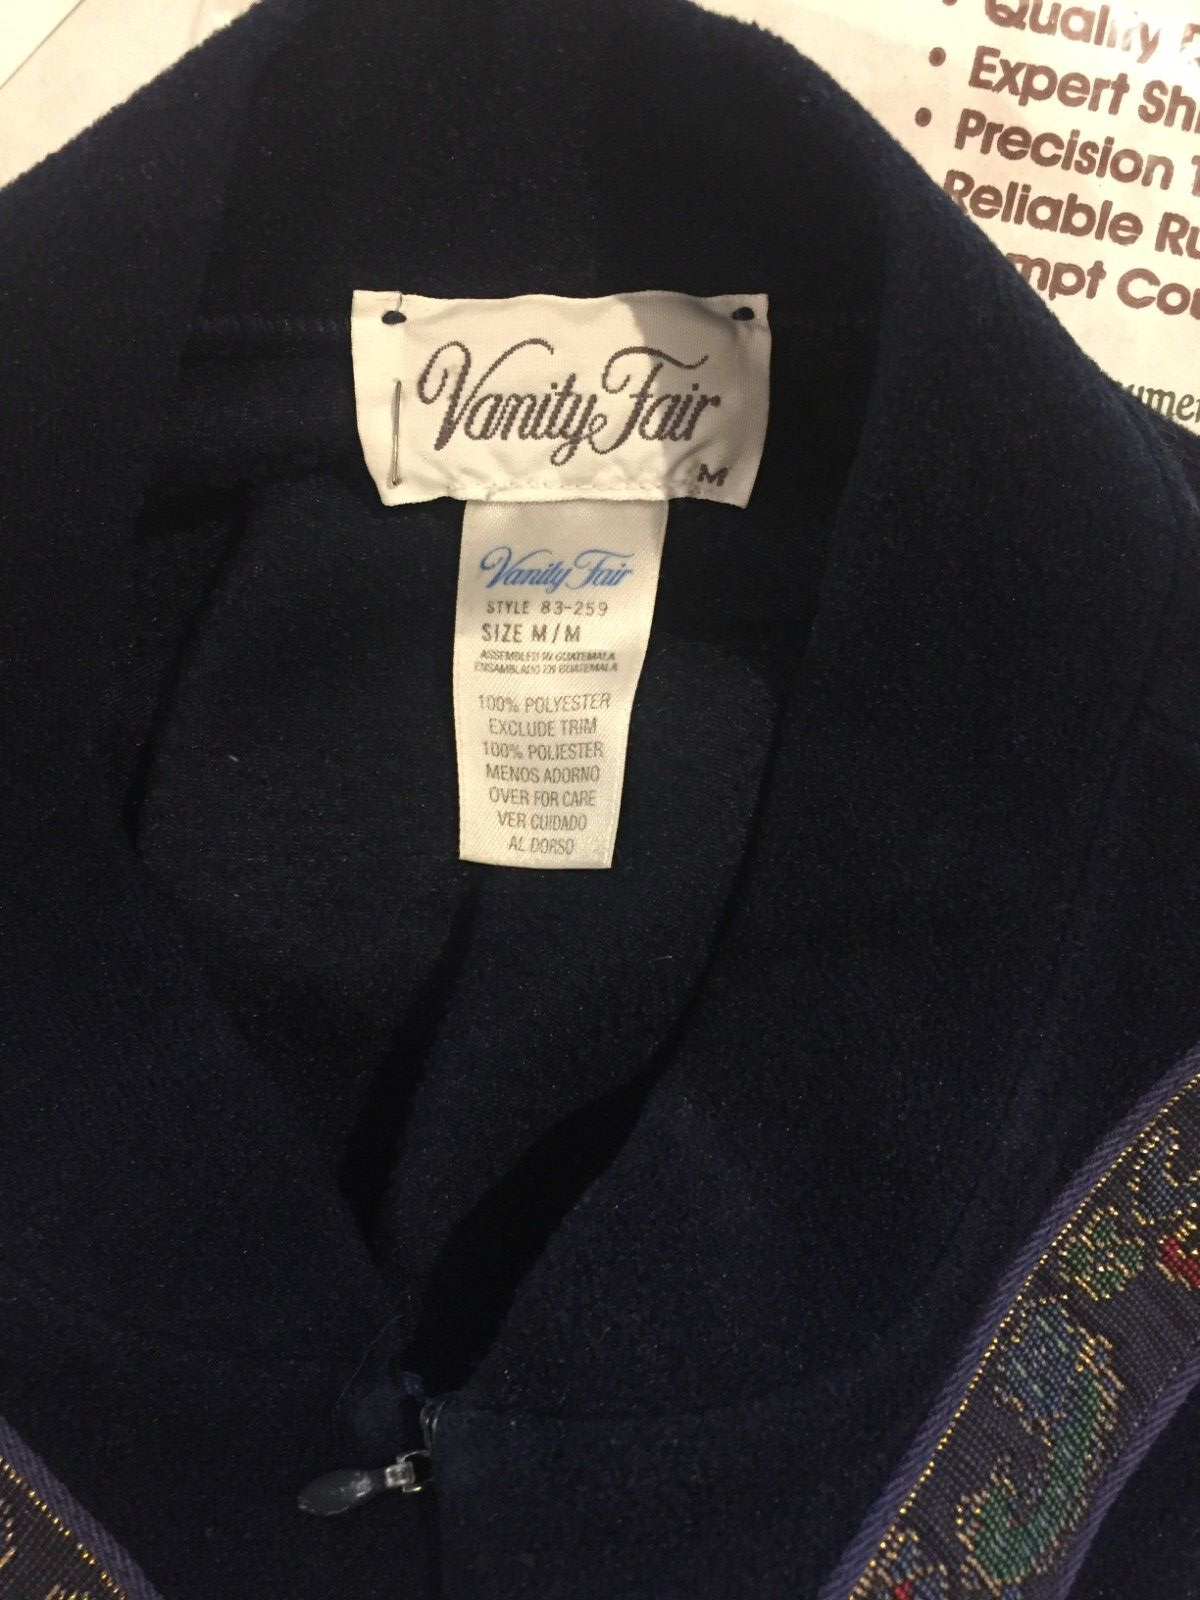 Quality
Expert
Precision
Reliable
Vanity Fair
M
Vanity Fair
STYLE 83-259
SIZE M/M
ASSEMBLED IN GUATEMALA
ENSAMBLADO EN GUATEMALA
100% POLYESTER
EXCLUDE TRIM
100% POLIESTER
MENOS ADORNO
OVER FOR CARE
VER CUIDADO
AL DORSO